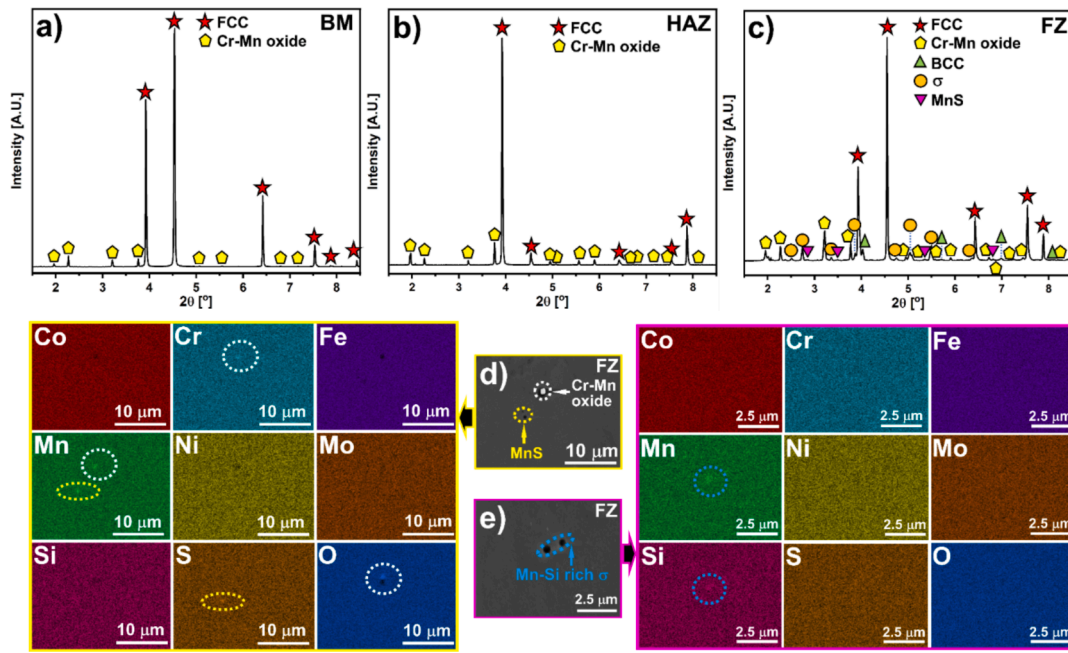 a)
BM
FCC
Cr-Mn oxide
Intensity [A.U.]
2 3 4 5 6 7 8
2θ [º]
b)
HAZ
FCC
Cr-Mn oxide
Intensity [A.U.]
2 3 4 5 6 7 8
2θ [º]
c)
FZ
FCC
Cr-Mn oxide
BCC
σ
MnS
Intensity [A.U.]
2 3 4 5 6 7 8
2θ [º]
Co
10 µm
Cr
10 µm
Fe
10 µm
Mn
10 µm
Ni
10 µm
Mo
10 µm
Si
10 µm
S
10 µm
O
10 µm
d)
FZ
Cr-Mn
oxide
MnS
10 µm
e)
FZ
Mn-Si rich σ
2.5 µm
Co
2.5 µm
Cr
2.5 µm
Fe
2.5 µm
Mn
2.5 µm
Ni
2.5 µm
Mo
2.5 µm
Si
2.5 µm
S
2.5 µm
O
2.5 µm